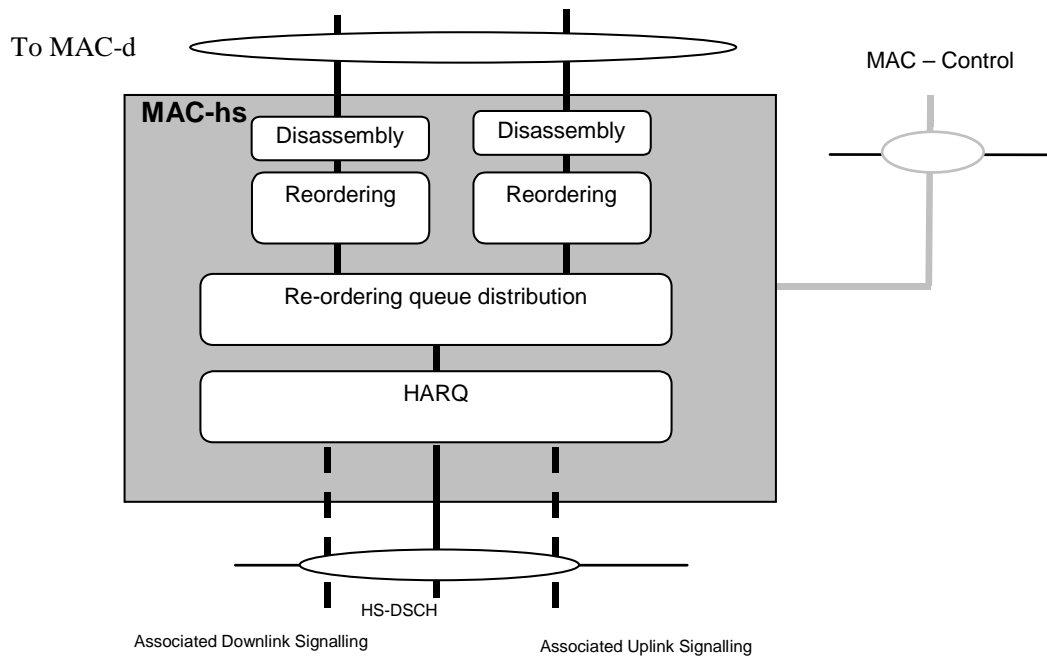 To MAC-d
MAC – Control
MAC-hs
Disassembly
Disassembly
Reordering
Reordering
Re-ordering queue distribution
HARQ
HS-DSCH
Associated Downlink Signalling
Associated Uplink Signalling